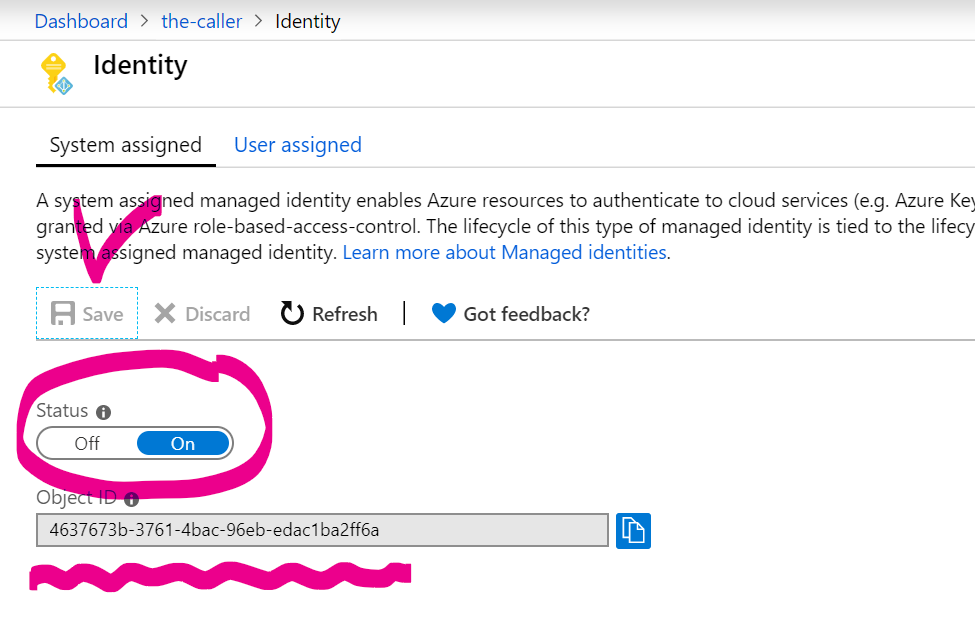 Dashboard > the-caller > Identity
Identity
System assigned User assigned
A system assigned managed identity enables Azure resources to authenticate to cloud services (e.g. Azure Key
granted via Azure role-based-access-control. The lifecycle of this type of managed identity is tied to the lifecy
system assigned managed identity. Learn more about Managed identities.
Save Discard Refresh | Got feedback?
Status
Off On
Object ID
4637673b-3761-4bac-96eb-edac1ba2ff6a